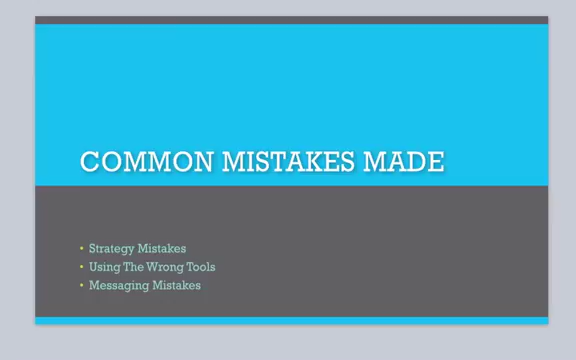 COMMON MISTAKES MADE
• Strategy Mistakes
• Using The Wrong Tools
• Messaging Mistakes